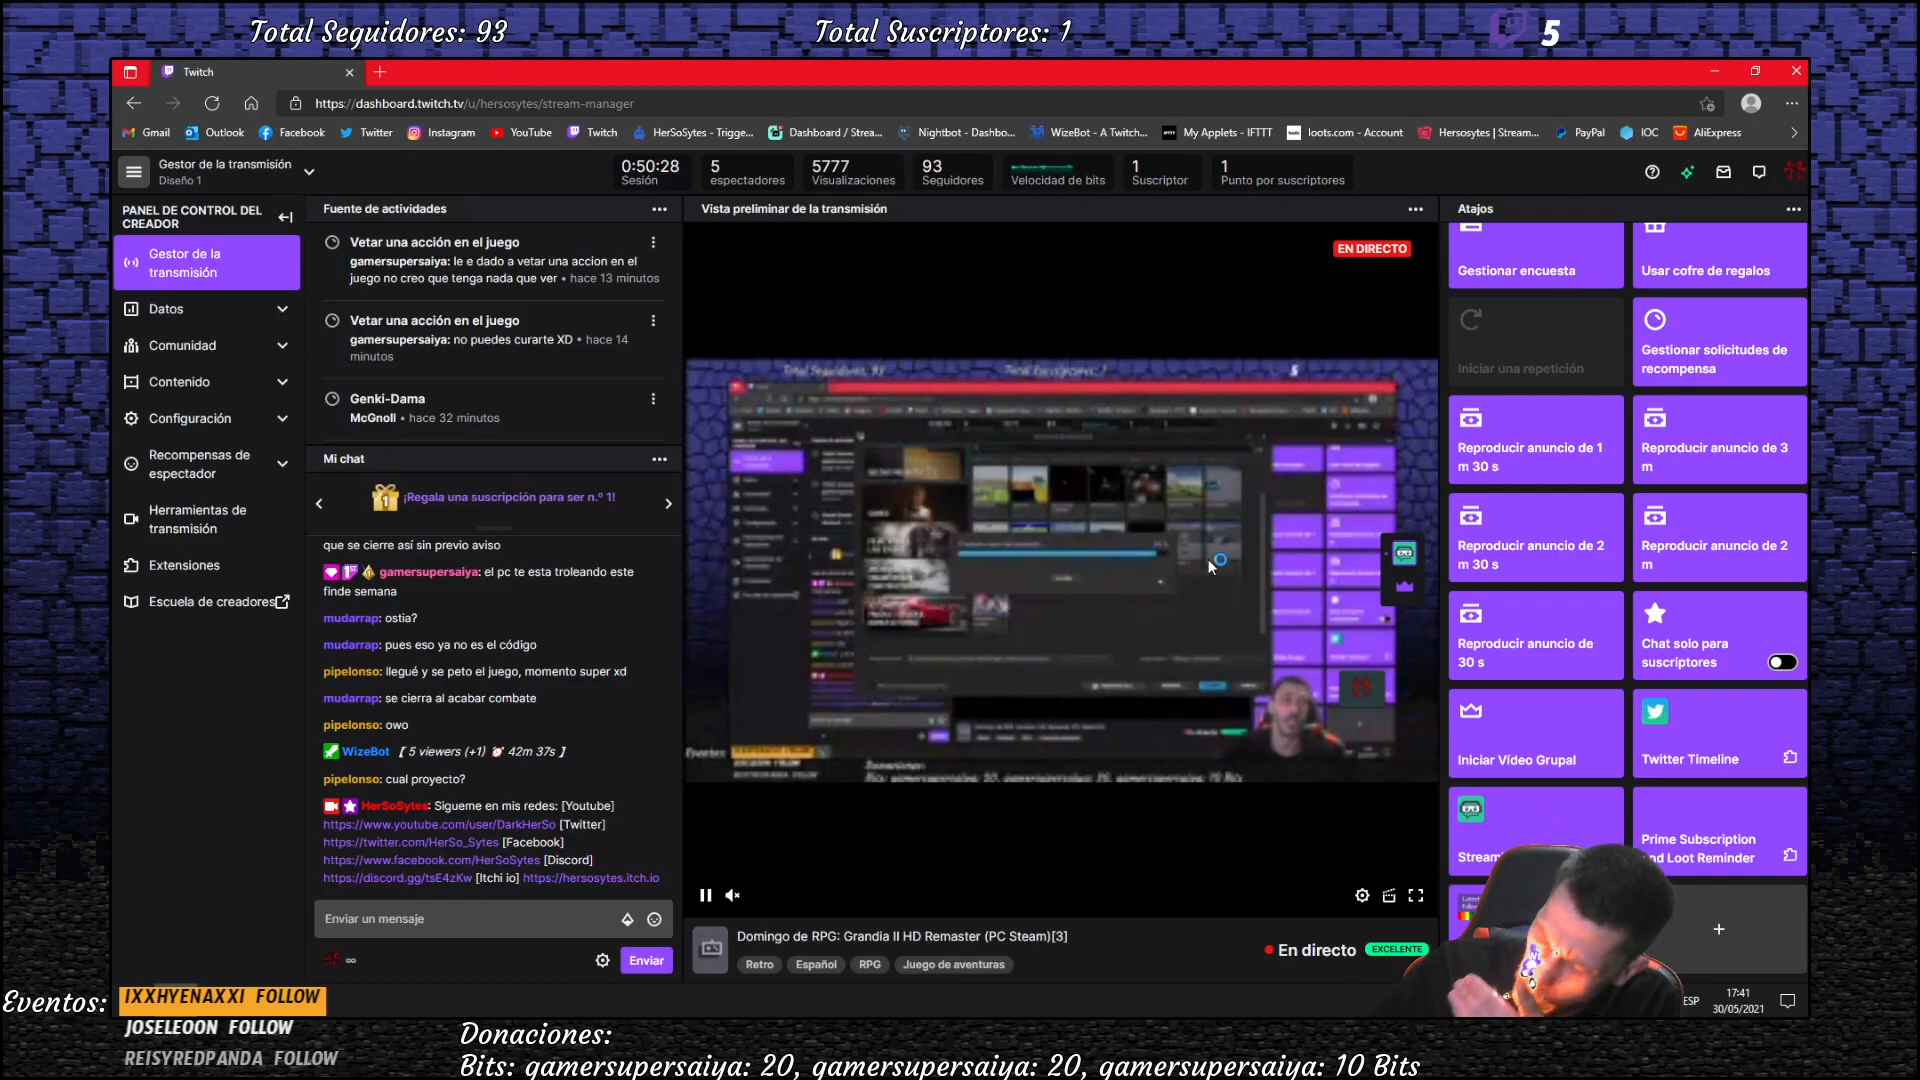 Total Seguidores: 93
Total Suscriptores: 1
5
Twitch
https://dashboard.twitch.tv/u/hersosytes/stream-manager
Gmail
Outlook
Facebook
Twitter
Instagram
YouTube
Twitch
HerSoSytes - Trigge...
Dashboard / Strea...
Nightbot - Dashbo...
WizeBot - A Twitch...
My Applets - IFTTT
loots.com - Account
Hersosytes | Stream...
PayPal
IOC
AliExpress
Gestor de la transmisión
Diseño 1
0:50:28
Sesión
5
espectadores
5777
Visualizaciones
93
Seguidores
Velocidad de bits
1
Suscriptor
1
Punto por suscriptores
PANEL DE CONTROL DEL
CREADOR
Gestor de la
transmisión
Datos
Comunidad
Contenido
Configuración
Recompensas de
espectador
Herramientas de
transmisión
Extensiones
Escuela de creadores
Fuente de actividades
Vetar una acción en el juego
gamersupersaiya: le e dado a vetar una accion en el
juego no creo que tenga nada que ver • hace 13 minutos
Vetar una acción en el juego
gamersupersaiya: no puedes curarte XD • hace 14
minutos
Genki-Dama
McGnoll • hace 32 minutos
Mi chat
1
¡Regala una suscripción para ser n.º 1!
que se cierre así sin previo aviso
gamersupersaiya: el pc te esta troleando este
finde semana
mudarrap: ostia?
mudarrap: pues eso ya no es el código
pipelonso: llegué y se peto el juego, momento super xd
mudarrap: se cierra al acabar combate
pipelonso: owo
WizeBot 【 5 viewers (+1) ⏰ 42m 37s 】
pipelonso: cual proyecto?
HerSoSytes: Sigueme en mis redes: [Youtube]
https://www.youtube.com/user/DarkHerSo [Twitter]
https://twitter.com/HerSo_Sytes [Facebook]
https://www.facebook.com/HerSoSytes [Discord]
https://discord.gg/tsE4zKw [Itchi io] https://hersosytes.itch.io
Enviar un mensaje
∞
Enviar
Vista preliminar de la transmisión
EN DIRECTO
Total Seguidores: 93
Total Suscriptores: 1
5
Eventos:
Donaciones:
Domingo de RPG: Grandia II HD Remaster (PC Steam)[3]
Retro
Español
RPG
Juego de aventuras
En directo
EXCELENTE
Atajos
Gestionar encuesta
Usar cofre de regalos
Iniciar una repetición
Gestionar solicitudes de
recompensa
Reproducir anuncio de 1
m 30 s
Reproducir anuncio de 3
m
Reproducir anuncio de 2
m 30 s
Reproducir anuncio de 2
m
Reproducir anuncio de
30 s
Chat solo para
suscriptores
Iniciar Vídeo Grupal
Twitter Timeline
Prime Subscription
and Loot Reminder
ESP
17:41
30/05/2021
Eventos:
IXXHYENAXXI FOLLOW
JOSELEOON FOLLOW
REISYREDPANDA FOLLOW
Donaciones:
Bits: gamersupersaiya: 20, gamersupersaiya: 20, gamersupersaiya: 10 Bits